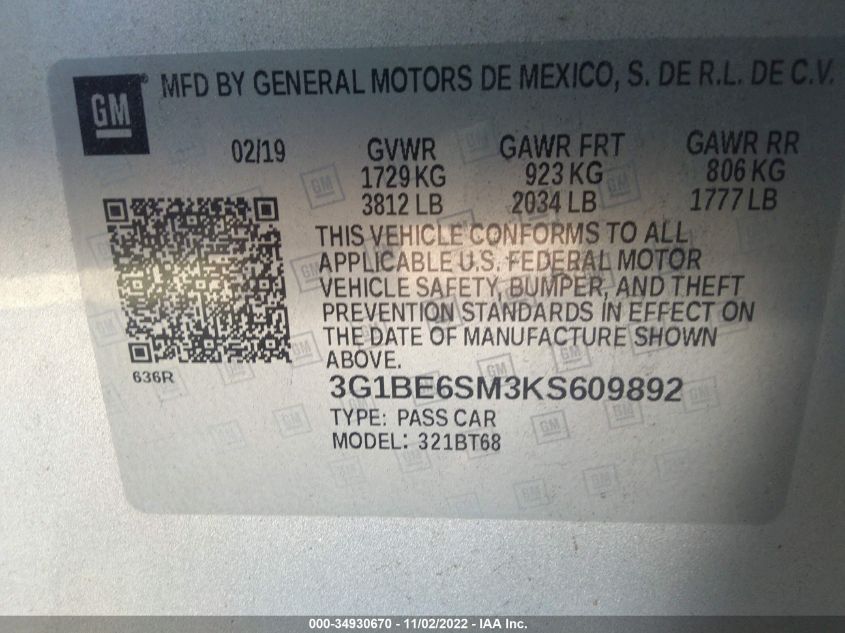 GM® MFD BY GENERAL MOTORS DE MEXICO, S. DE R.L. DE C.V.
02/19 GVWR GAWR FRT GAWR RR
1729 KG 923 KG 806 KG
3812 LB 2034 LB 1777 LB
THIS VEHICLE CONFORMS TO ALL
APPLICABLE U.S. FEDERAL MOTOR
VEHICLE SAFETY, BUMPER, AND THEFT
PREVENTION STANDARDS IN EFFECT ON
THE DATE OF MANUFACTURE SHOWN
ABOVE.
636R
3G1BE6SM3KS609892
TYPE: PASS CAR
MODEL: 321BT68
000-34930670 - 11/02/2022 - IAA Inc.